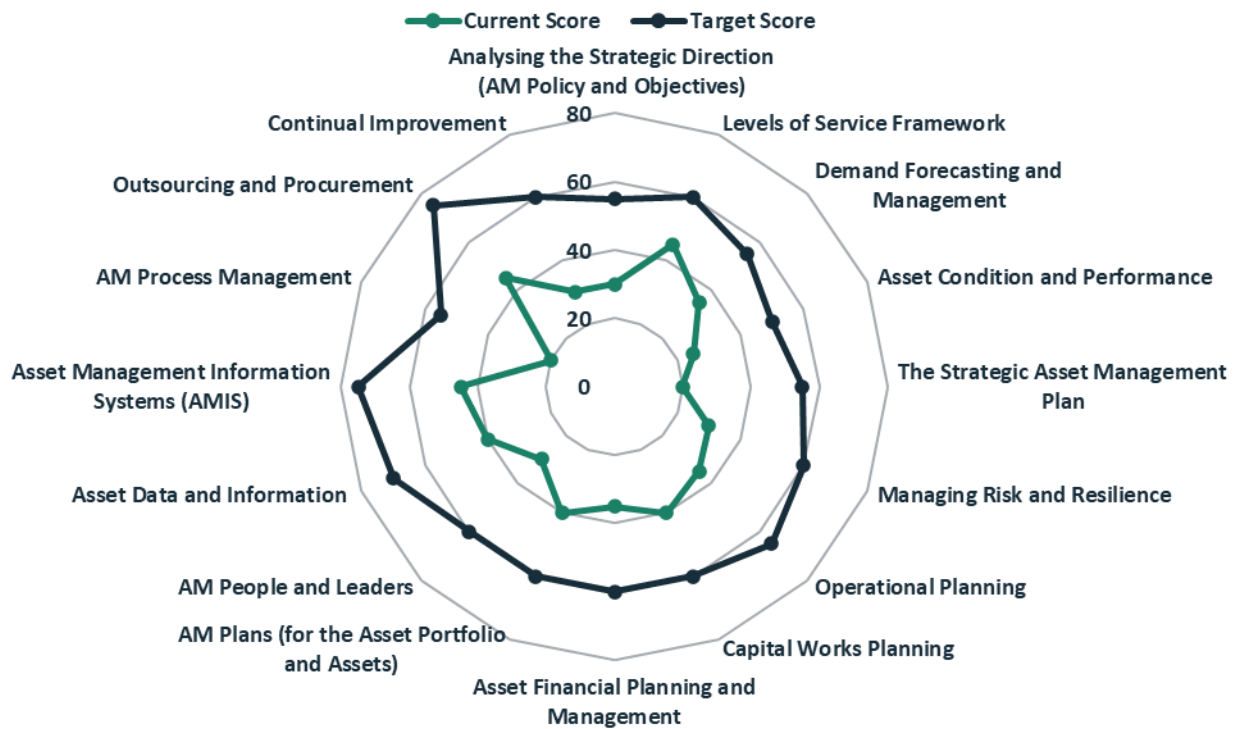 Current Score
Target Score
Analysing the Strategic Direction
(AM Policy and Objectives)
80
Continual Improvement
Levels of Service Framework
Outsourcing and Procurement
60
Demand Forecasting and
Management
40
AM Process Management
Asset Condition and Performance
20
Asset Management Information
Systems (AMIS)
0
The Strategic Asset Management
Plan
Asset Data and Information
Managing Risk and Resilience
AM People and Leaders
Operational Planning
AM Plans (for the Asset Portfolio
and Assets)
Capital Works Planning
Asset Financial Planning and
Management